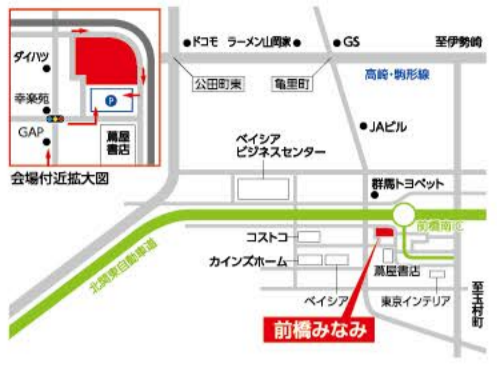 ダイハツ
幸楽苑
GAP
P
蔦屋
書店
会場付近拡大図
ドコモ
ラーメン山岡家
GS
至伊勢崎
公田町東
亀里町
高崎・駒形線
JAビル
ベイシア
ビジネスセンター
群馬トヨペット
前橋南IC
北関東自動車道
コストコ
カインズホーム
ベイシア
蔦屋書店
東京インテリア
至玉村町
前橋みなみ